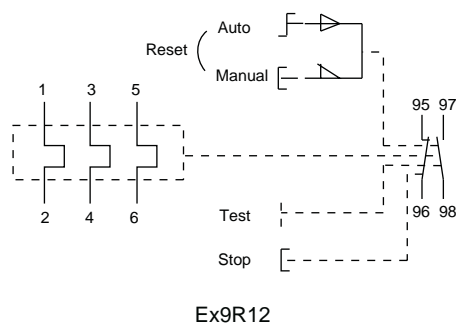 Auto
Reset
Manual
1 3 5
95 97
2 4 6
96 98
Test
Stop
Ex9R12